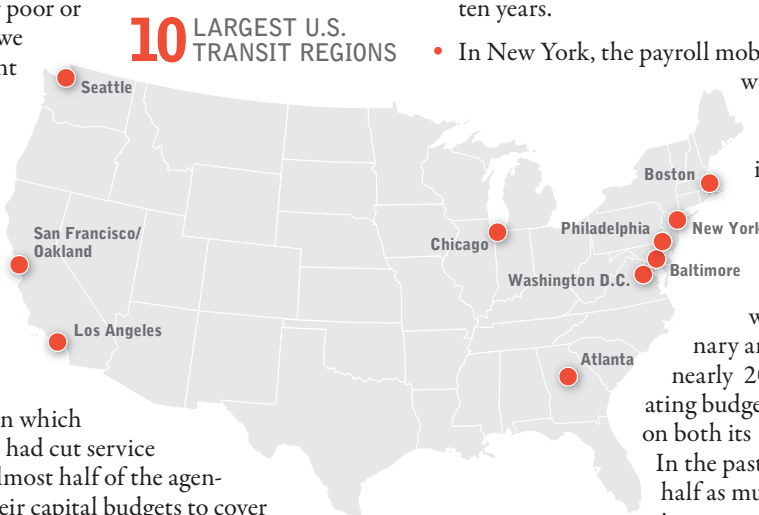 poor or
we
10 LARGEST U.S.
TRANSIT REGIONS
ten years.
• In New York, the payroll mob
Seattle
Boston
San Francisco/
Oakland
Chicago
Philadelphia
New York
Washington D.C.
Baltimore
Los Angeles
Atlanta
nary
nearly 20
ating budge
on both its
In the past
half as mu
n which
had cut service
lmost half of the agen-
eir capital budgets to cover